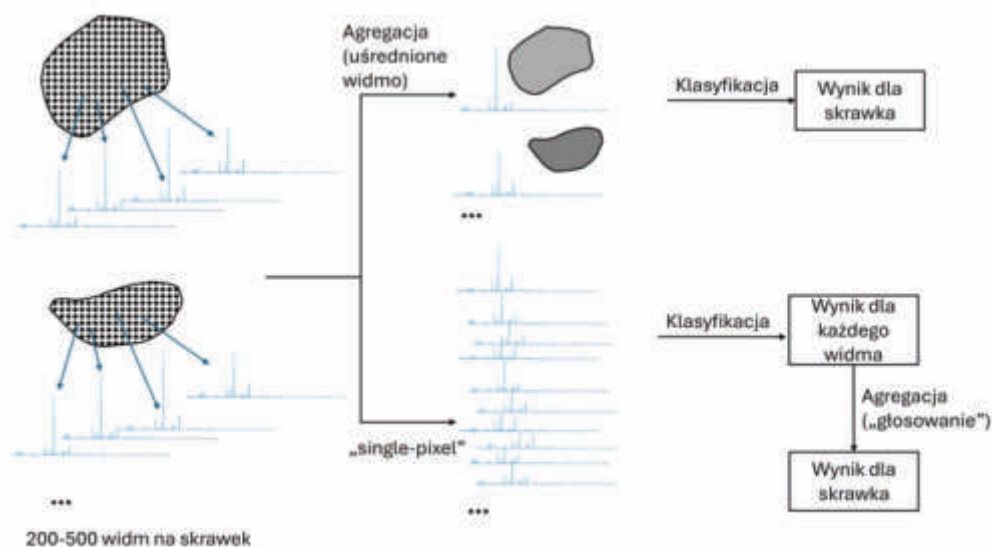 Agregacja
(uśrednione
widmo)
Klasyfikacja
Wynik dla
skrawka
•••
„single-pixel”
Klasyfikacja
Wynik dla
każdego
widma
Agregacja
(„głosowanie”)
Wynik dla
skrawka
•••
•••
200-500 widm na skrawek